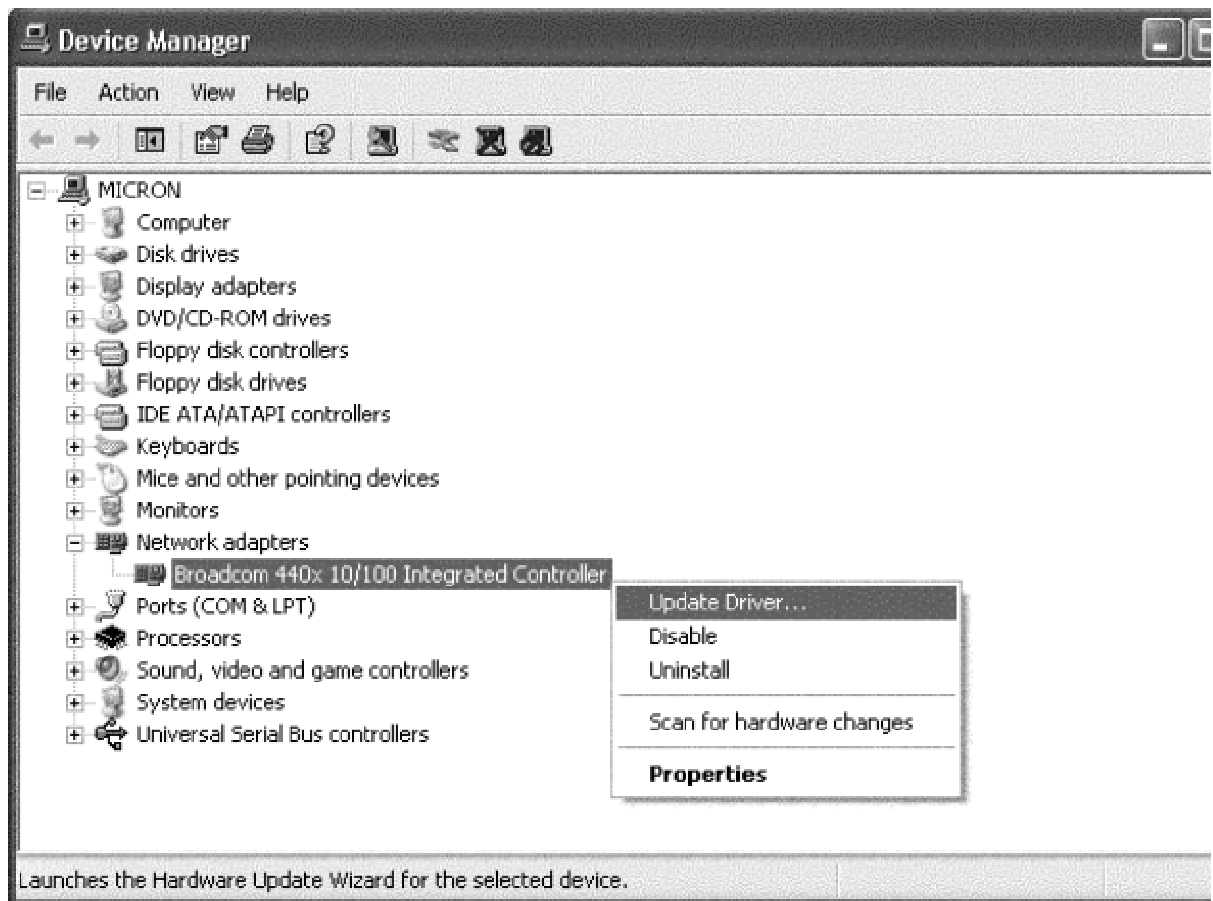 Device Manager
File Action View Help
MICRON
Computer
Disk drives
Display adapters
DVD/CD-ROM drives
Floppy disk controllers
Floppy disk drives
IDE ATA/ATAPI controllers
Keyboards
Mice and other pointing devices
Monitors
Network adapters
Broadcom 440x 10/100 Integrated Controller
Ports (COM & LPT)
Processors
Sound, video and game controllers
System devices
Universal Serial Bus controllers
Update Driver...
Disable
Uninstall
Scan for hardware changes
Properties
Launches the Hardware Update Wizard for the selected device.